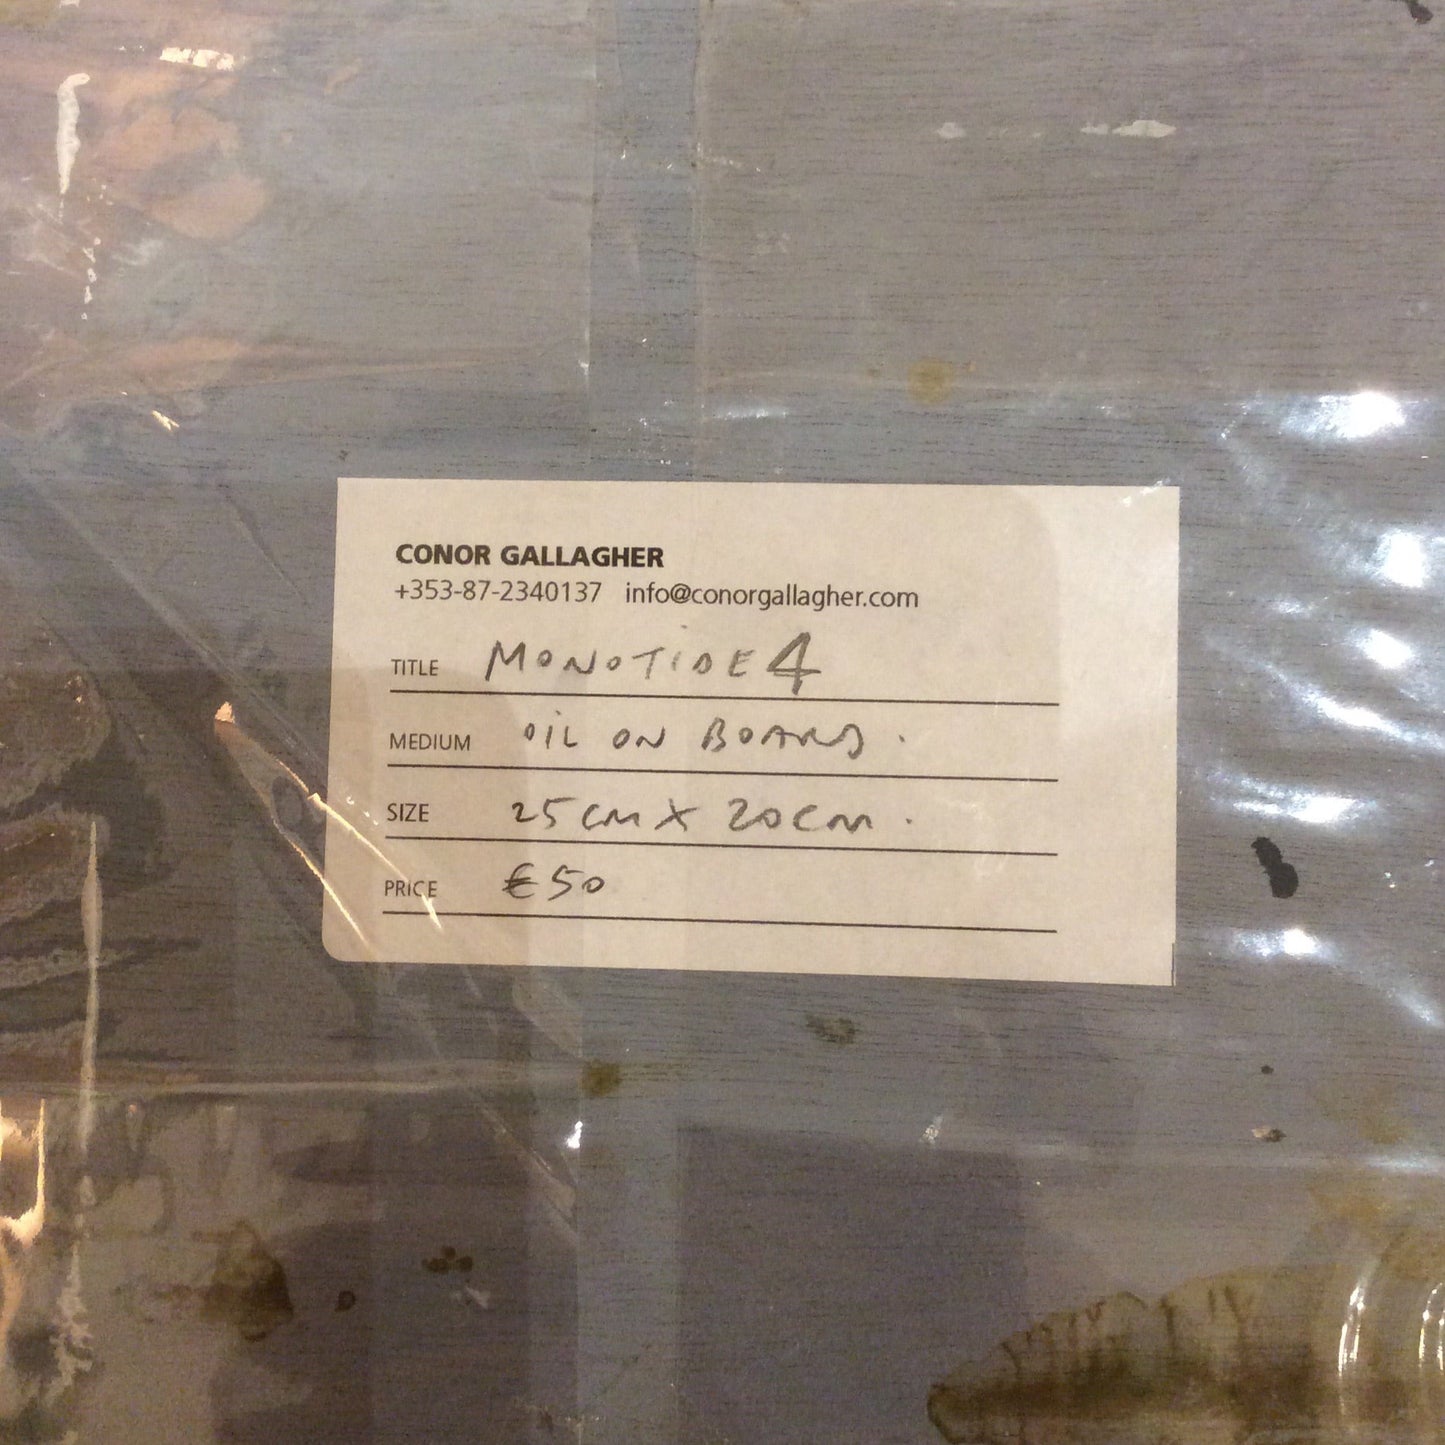 CONOR GALLAGHER
+353-87-2340137 info@conorgallagher.com
TITLE MONOTIDE 4
MEDIUM OIL ON BOARD.
SIZE 25cm x 20cm.
PRICE €50